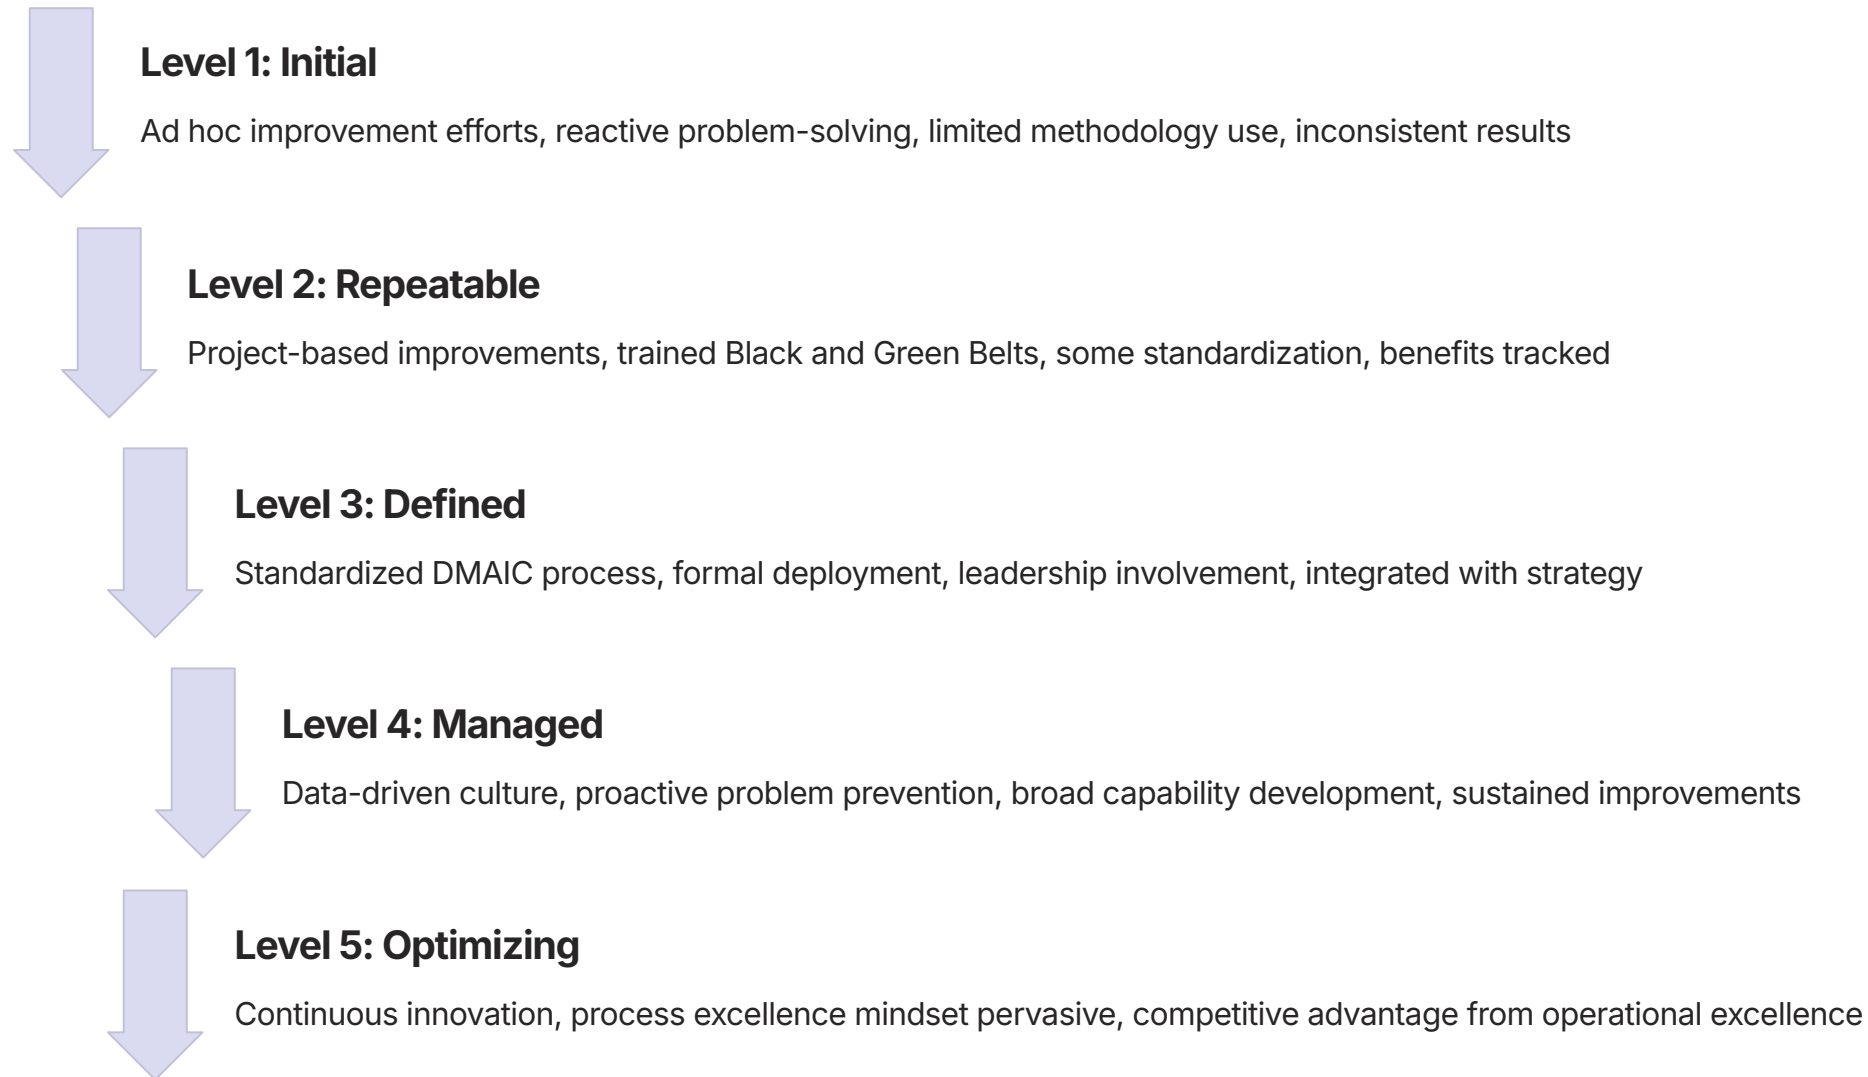 Level 1: Initial
Ad hoc improvement efforts, reactive problem-solving, limited methodology use, inconsistent results
Level 2: Repeatable
Project-based improvements, trained Black and Green Belts, some standardization, benefits tracked
Level 3: Defined
Standardized DMAIC process, formal deployment, leadership involvement, integrated with strategy
Level 4: Managed
Data-driven culture, proactive problem prevention, broad capability development, sustained improvements
Level 5: Optimizing
Continuous innovation, process excellence mindset pervasive, competitive advantage from operational excellence